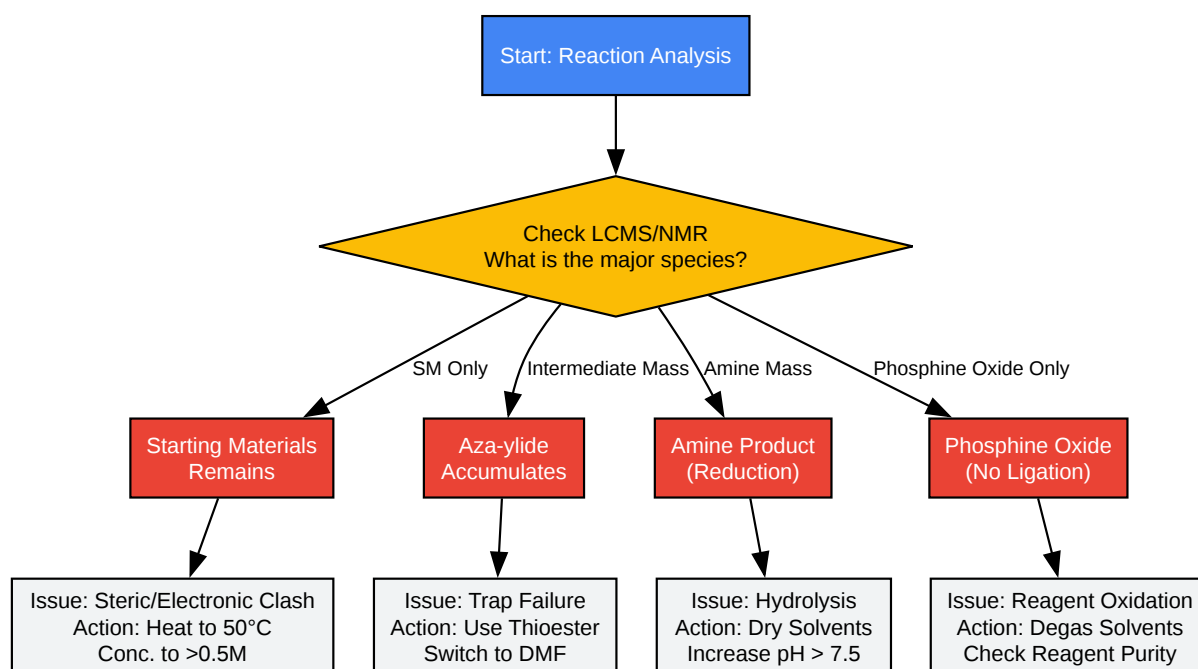 Start: Reaction Analysis
Check LCMS/NMR
What is the major species?
SM Only
Intermediate Mass
Amine Mass
Phosphine Oxide Only
Starting Materials
Remains
Aza-ylide
Accumulates
Amine Product
(Reduction)
Phosphine Oxide
(No Ligation)
Issue: Steric/Electronic Clash
Action: Heat to 50°C
Conc. to >0.5M
Issue: Trap Failure
Action: Use Thioester
Switch to DMF
Issue: Hydrolysis
Action: Dry Solvents
Increase pH > 7.5
Issue: Reagent Oxidation
Action: Degas Solvents
Check Reagent Purity